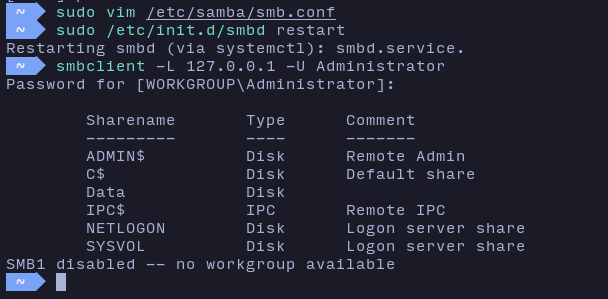 ~ sudo vim /etc/samba/smb.conf
~ sudo /etc/init.d/smbd restart
Restarting smbd (via systemctl): smbd.service.
~ smbclient -L 127.0.0.1 -U Administrator
Password for [WORKGROUP\Administrator]:

        Sharename       Type      Comment
        ---------       ----      -------
        ADMIN$          Disk      Remote Admin
        C$              Disk      Default share
        Data            Disk
        IPC$            IPC       Remote IPC
        NETLOGON        Disk      Logon server share
        SYSVOL          Disk      Logon server share
SMB1 disabled -- no workgroup available
~